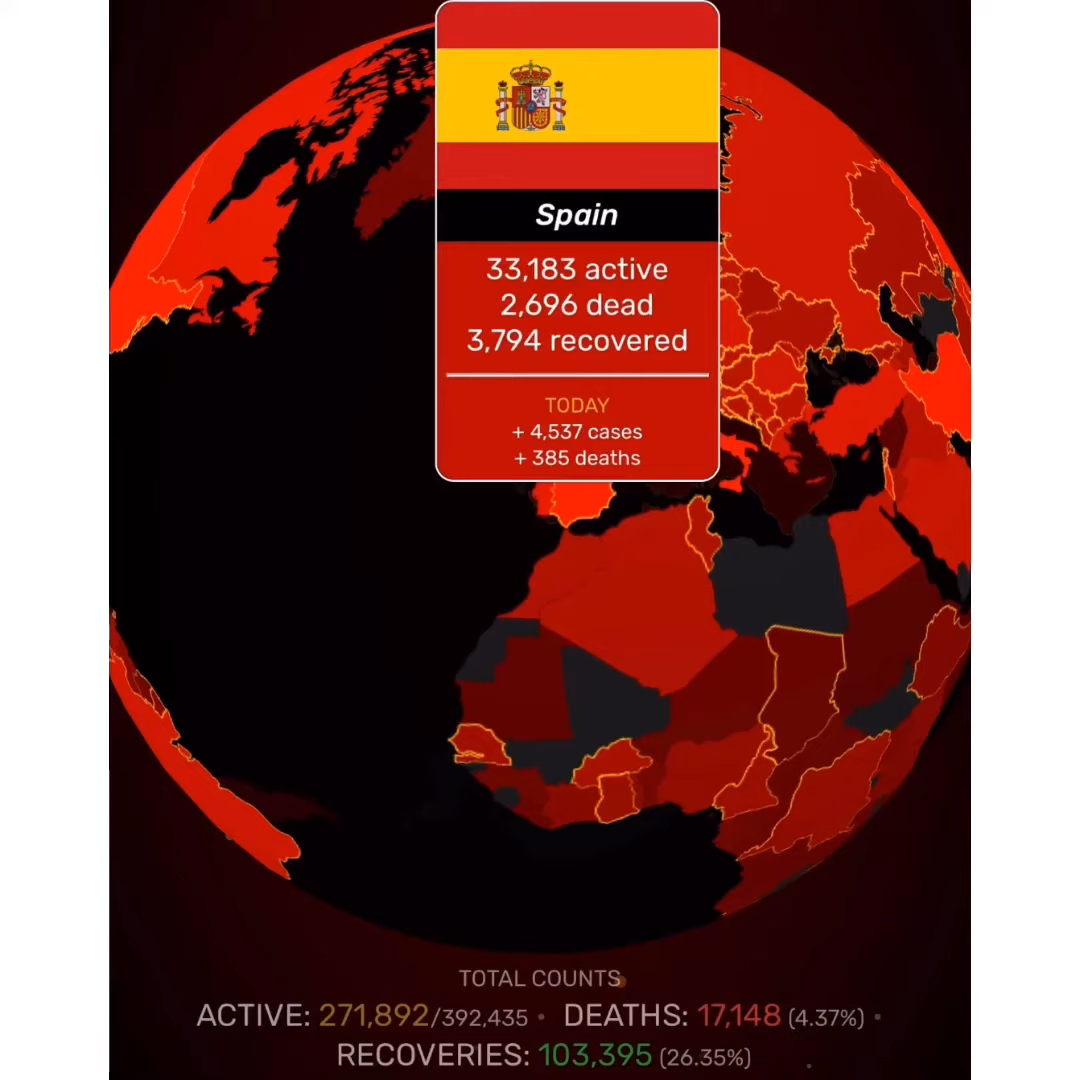 Spain
33,183 active
2,696 dead
3,794 recovered
TODAY
+ 4,537 cases
+ 385 deaths
TOTAL COUNTS
ACTIVE: 271,892/392,435 • DEATHS: 17,148 (4.37%) •
RECOVERIES: 103,395 (26.35%)